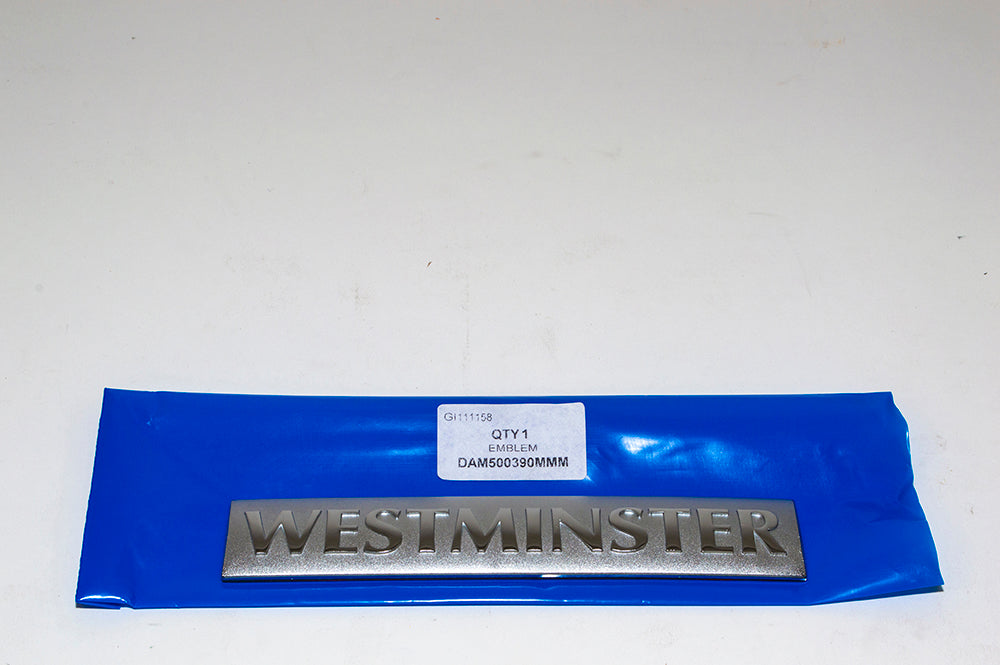 GI111158
QTY 1
EMBLEM
DAM500390MMM
WESTMINSTER